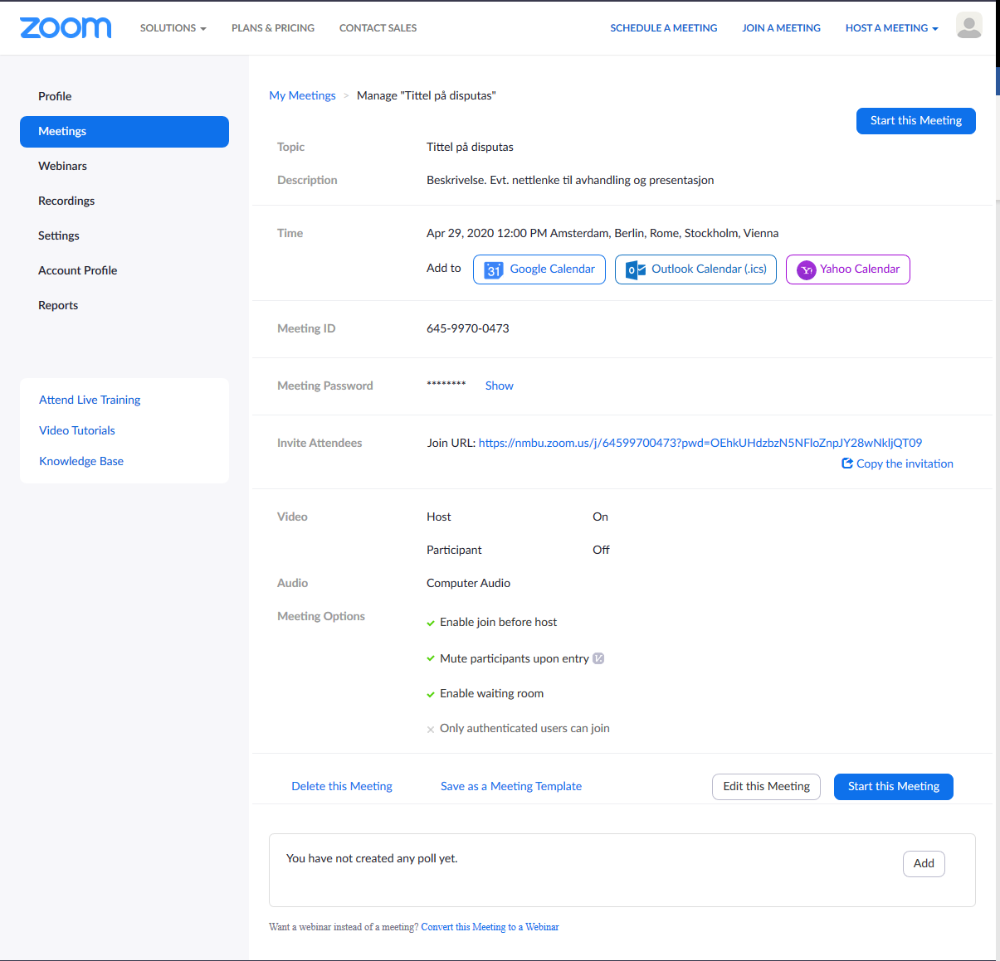 zoom SOLUTIONS PLANS & PRICING CONTACT SALES SCHEDULE A MEETING JOIN A MEETING HOST A MEETING
Profile
Meetings
Webinars
Recordings
Settings
Account Profile
Reports
Attend Live Training
Video Tutorials
Knowledge Base
My Meetings > Manage "Tittel på disputas"
Start this Meeting
Topic Tittel på disputas
Description Beskrivelse. Evt. nettlenke til avhandling og presentasjon
Time Apr 29, 2020 12:00 PM Amsterdam, Berlin, Rome, Stockholm, Vienna
Add to 31 Google Calendar Outlook Calendar (.ics) Yahoo Calendar
Meeting ID 645-9970-0473
Meeting Password ******** Show
Invite Attendees Join URL: https://nmbu.zoom.us/j/64599700473?pwd=OEhkUHdzbzN5NFloZnpJY28wNkljQT09
Copy the invitation
Video Host On
Participant Off
Audio Computer Audio
Meeting Options
Enable join before host
Mute participants upon entry
Enable waiting room
Only authenticated users can join
Delete this Meeting Save as a Meeting Template Edit this Meeting Start this Meeting
You have not created any poll yet.
Add
Want a webinar instead of a meeting? Convert this Meeting to a Webinar